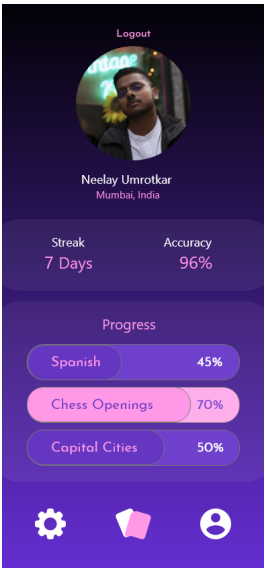 Logout
Neelay Umrotkar
Mumbai, India
Streak
Accuracy
7 Days
96%
Progress
Spanish 45%
Chess Openings 70%
Capital Cities 50%